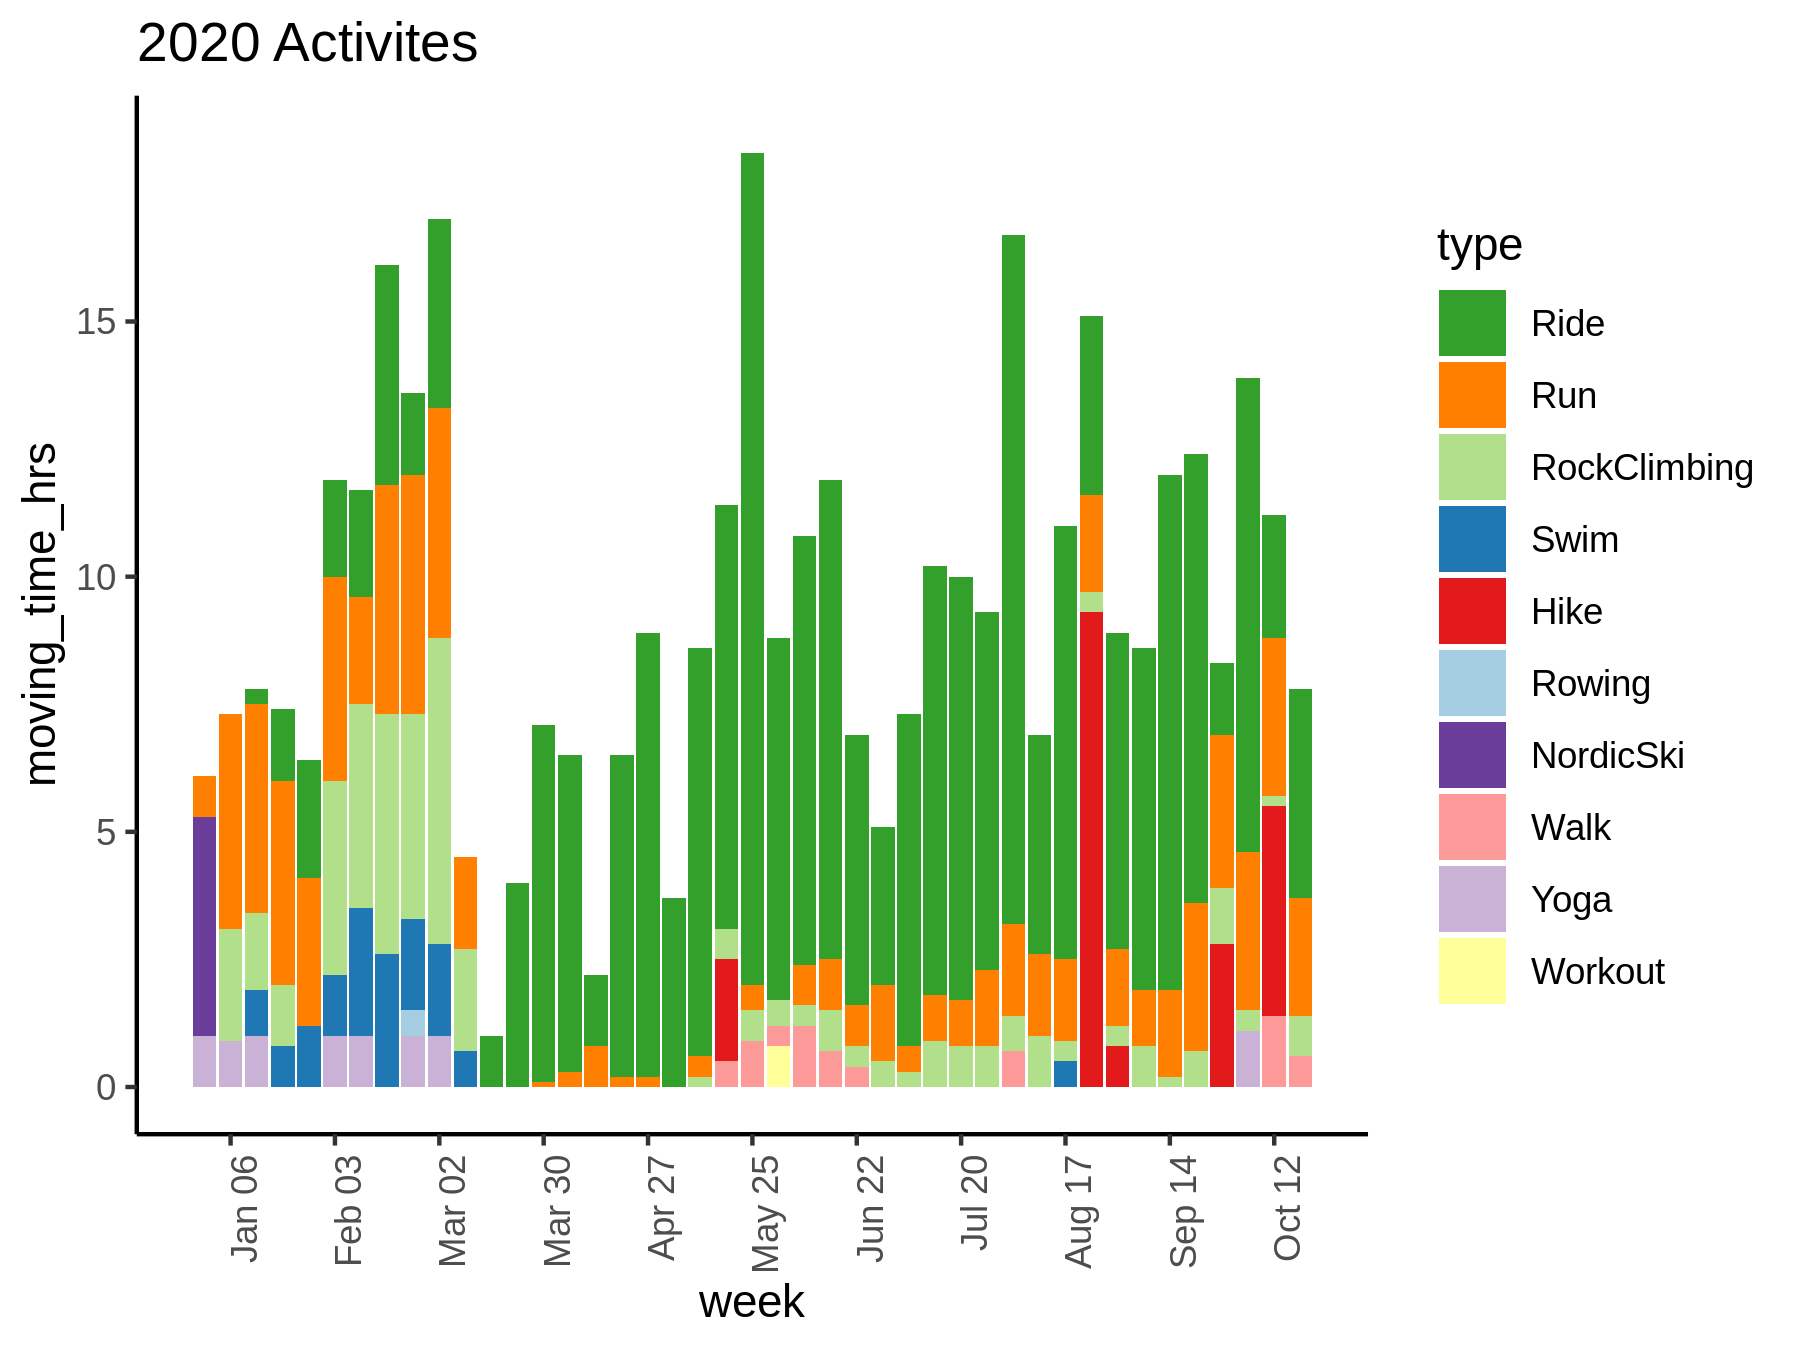 2020 Activites
moving_time_hrs
15
10
5
0
Jan 06
Feb 03
Mar 02
Mar 30
Apr 27
May 25
Jun 22
Jul 20
Aug 17
Sep 14
Oct 12
week
type
Ride
Run
RockClimbing
Swim
Hike
Rowing
NordicSki
Walk
Yoga
Workout